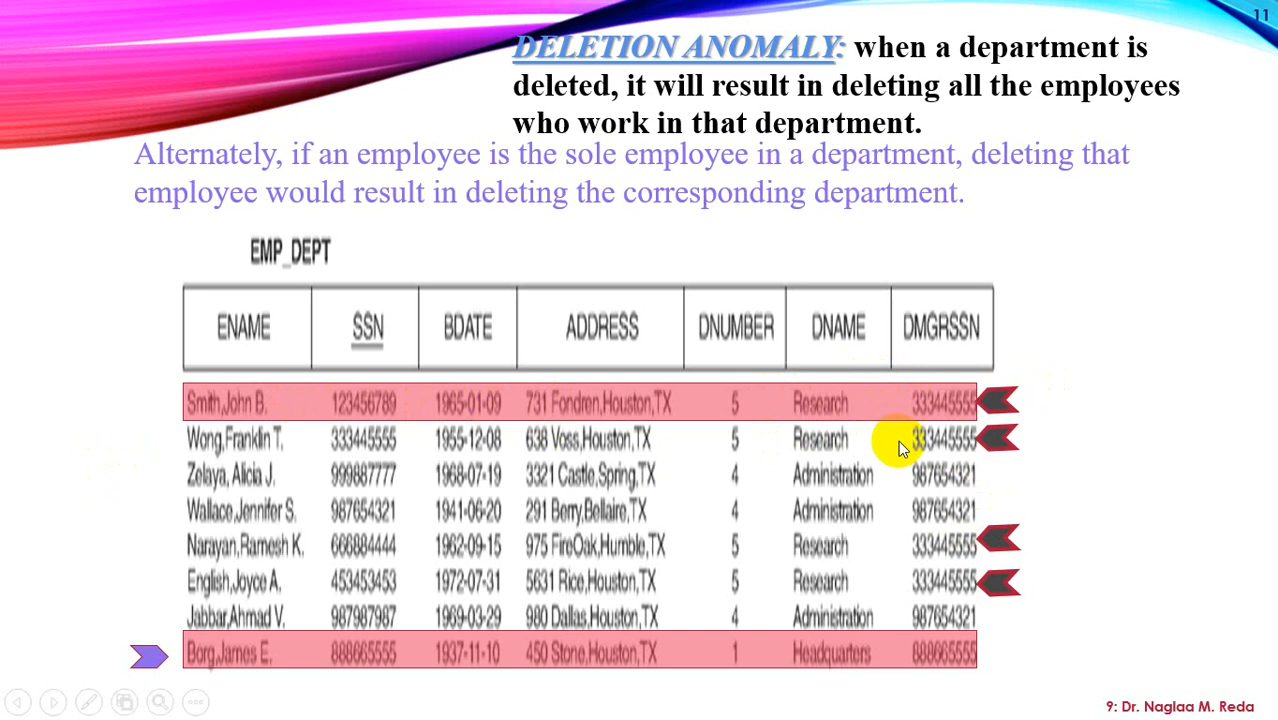 11
DELETION ANOMALY: when a department is
deleted, it will result in deleting all the employees
who work in that department.
Alternately, if an employee is the sole employee in a department, deleting that
employee would result in deleting the corresponding department.
EMP_DEPT
ENAME SSN BDATE ADDRESS DNUMBER DNAME DMGRSSN
Smith,John B. 123456789 1965-01-09 731 Fondren,Houston,TX 5 Research 333445555
Wong,Franklin T. 333445555 1955-12-08 638 Voss,Houston,TX 5 Research 333445555
Zelaya, Alicia J. 999887777 1968-07-19 3321 Castle,Spring,TX 4 Administration 987654321
Wallace,Jennifer S. 987654321 1941-06-20 291 Berry,Bellaire,TX 4 Administration 987654321
Narayan,Ramesh K. 666884444 1962-09-15 975 FireOak,Humble,TX 5 Research 333445555
English,Joyce A. 453453453 1972-07-31 5631 Rice,Houston,TX 5 Research 333445555
Jabbar,Ahmad V. 987987987 1969-03-29 980 Dallas,Houston,TX 4 Administration 987654321
Borg,James E. 888665555 1937-11-10 450 Stone,Houston,TX 1 Headquarters 888665555
9: Dr. Naglaa M. Reda